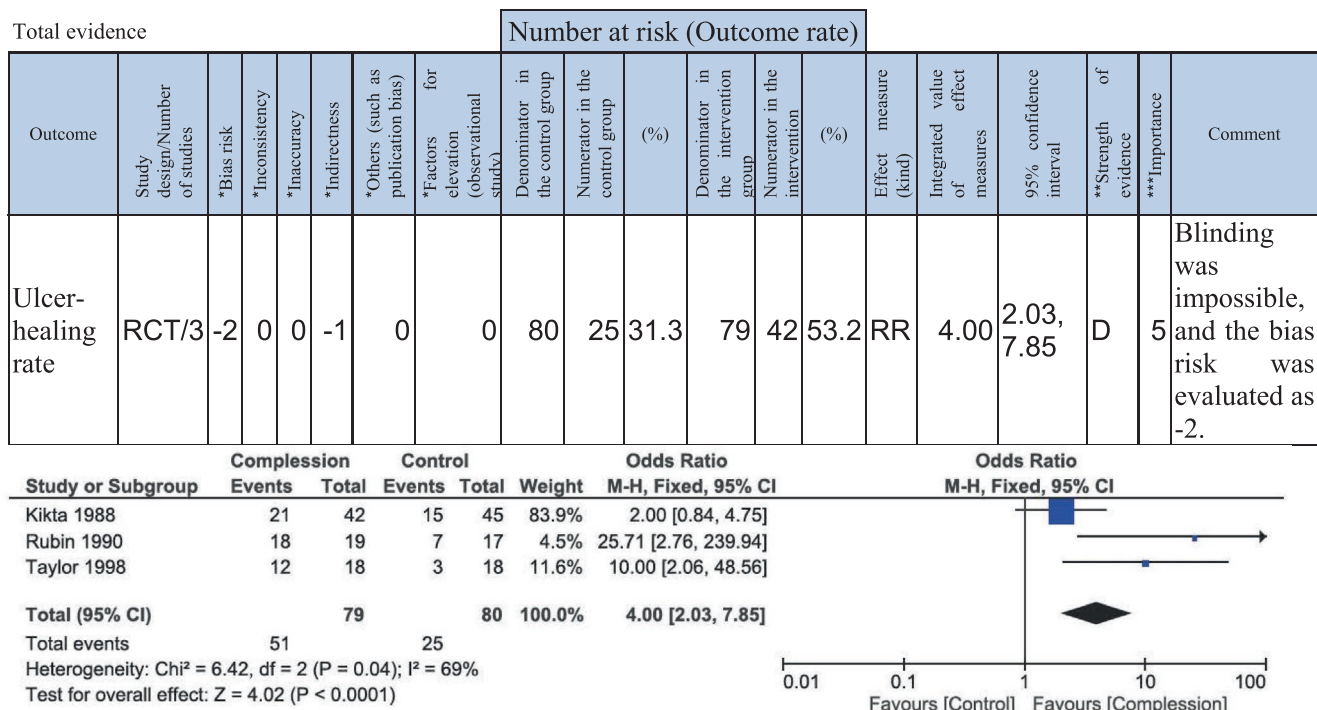 Total evidence
Number at risk (Outcome rate)
Outcome
Study
design/Number
of studies
*Bias risk
*Inconsistency
*Inaccuracy
*Indirectness
*Others (such as
publication bias)
*Factors for
elevation
(observational
study)
Denominator in
the control group
Numerator in the
control group
(%)
Denominator in
the intervention
group
Numerator in the
intervention
(%)
Effect measure
(kind)
Integrated value
of effect
measures
95% confidence
interval
**Strength of
evidence
***Importance
Comment
Ulcer-
healing
rate
RCT/3
-2
0
0
-1
0
0
80
25
31.3
79
42
53.2
RR
4.00
2.03,
7.85
D
5
Blinding
was
impossible,
and the bias
risk was
evaluated as
-2.
Complession Control Odds Ratio Odds Ratio
Study or Subgroup Events Total Events Total Weight M-H, Fixed, 95% CI M-H, Fixed, 95% CI
Kikta 1988 21 42 15 45 83.9% 2.00 [0.84, 4.75]
Rubin 1990 18 19 7 17 4.5% 25.71 [2.76, 239.94]
Taylor 1998 12 18 3 18 11.6% 10.00 [2.06, 48.56]
Total (95% CI) 79 80 100.0% 4.00 [2.03, 7.85]
Total events 51 25
Heterogeneity: Chi² = 6.42, df = 2 (P = 0.04); I² = 69%
Test for overall effect: Z = 4.02 (P < 0.0001)
0.01 0.1 1 10 100
Favours [Control] Favours [Complession]